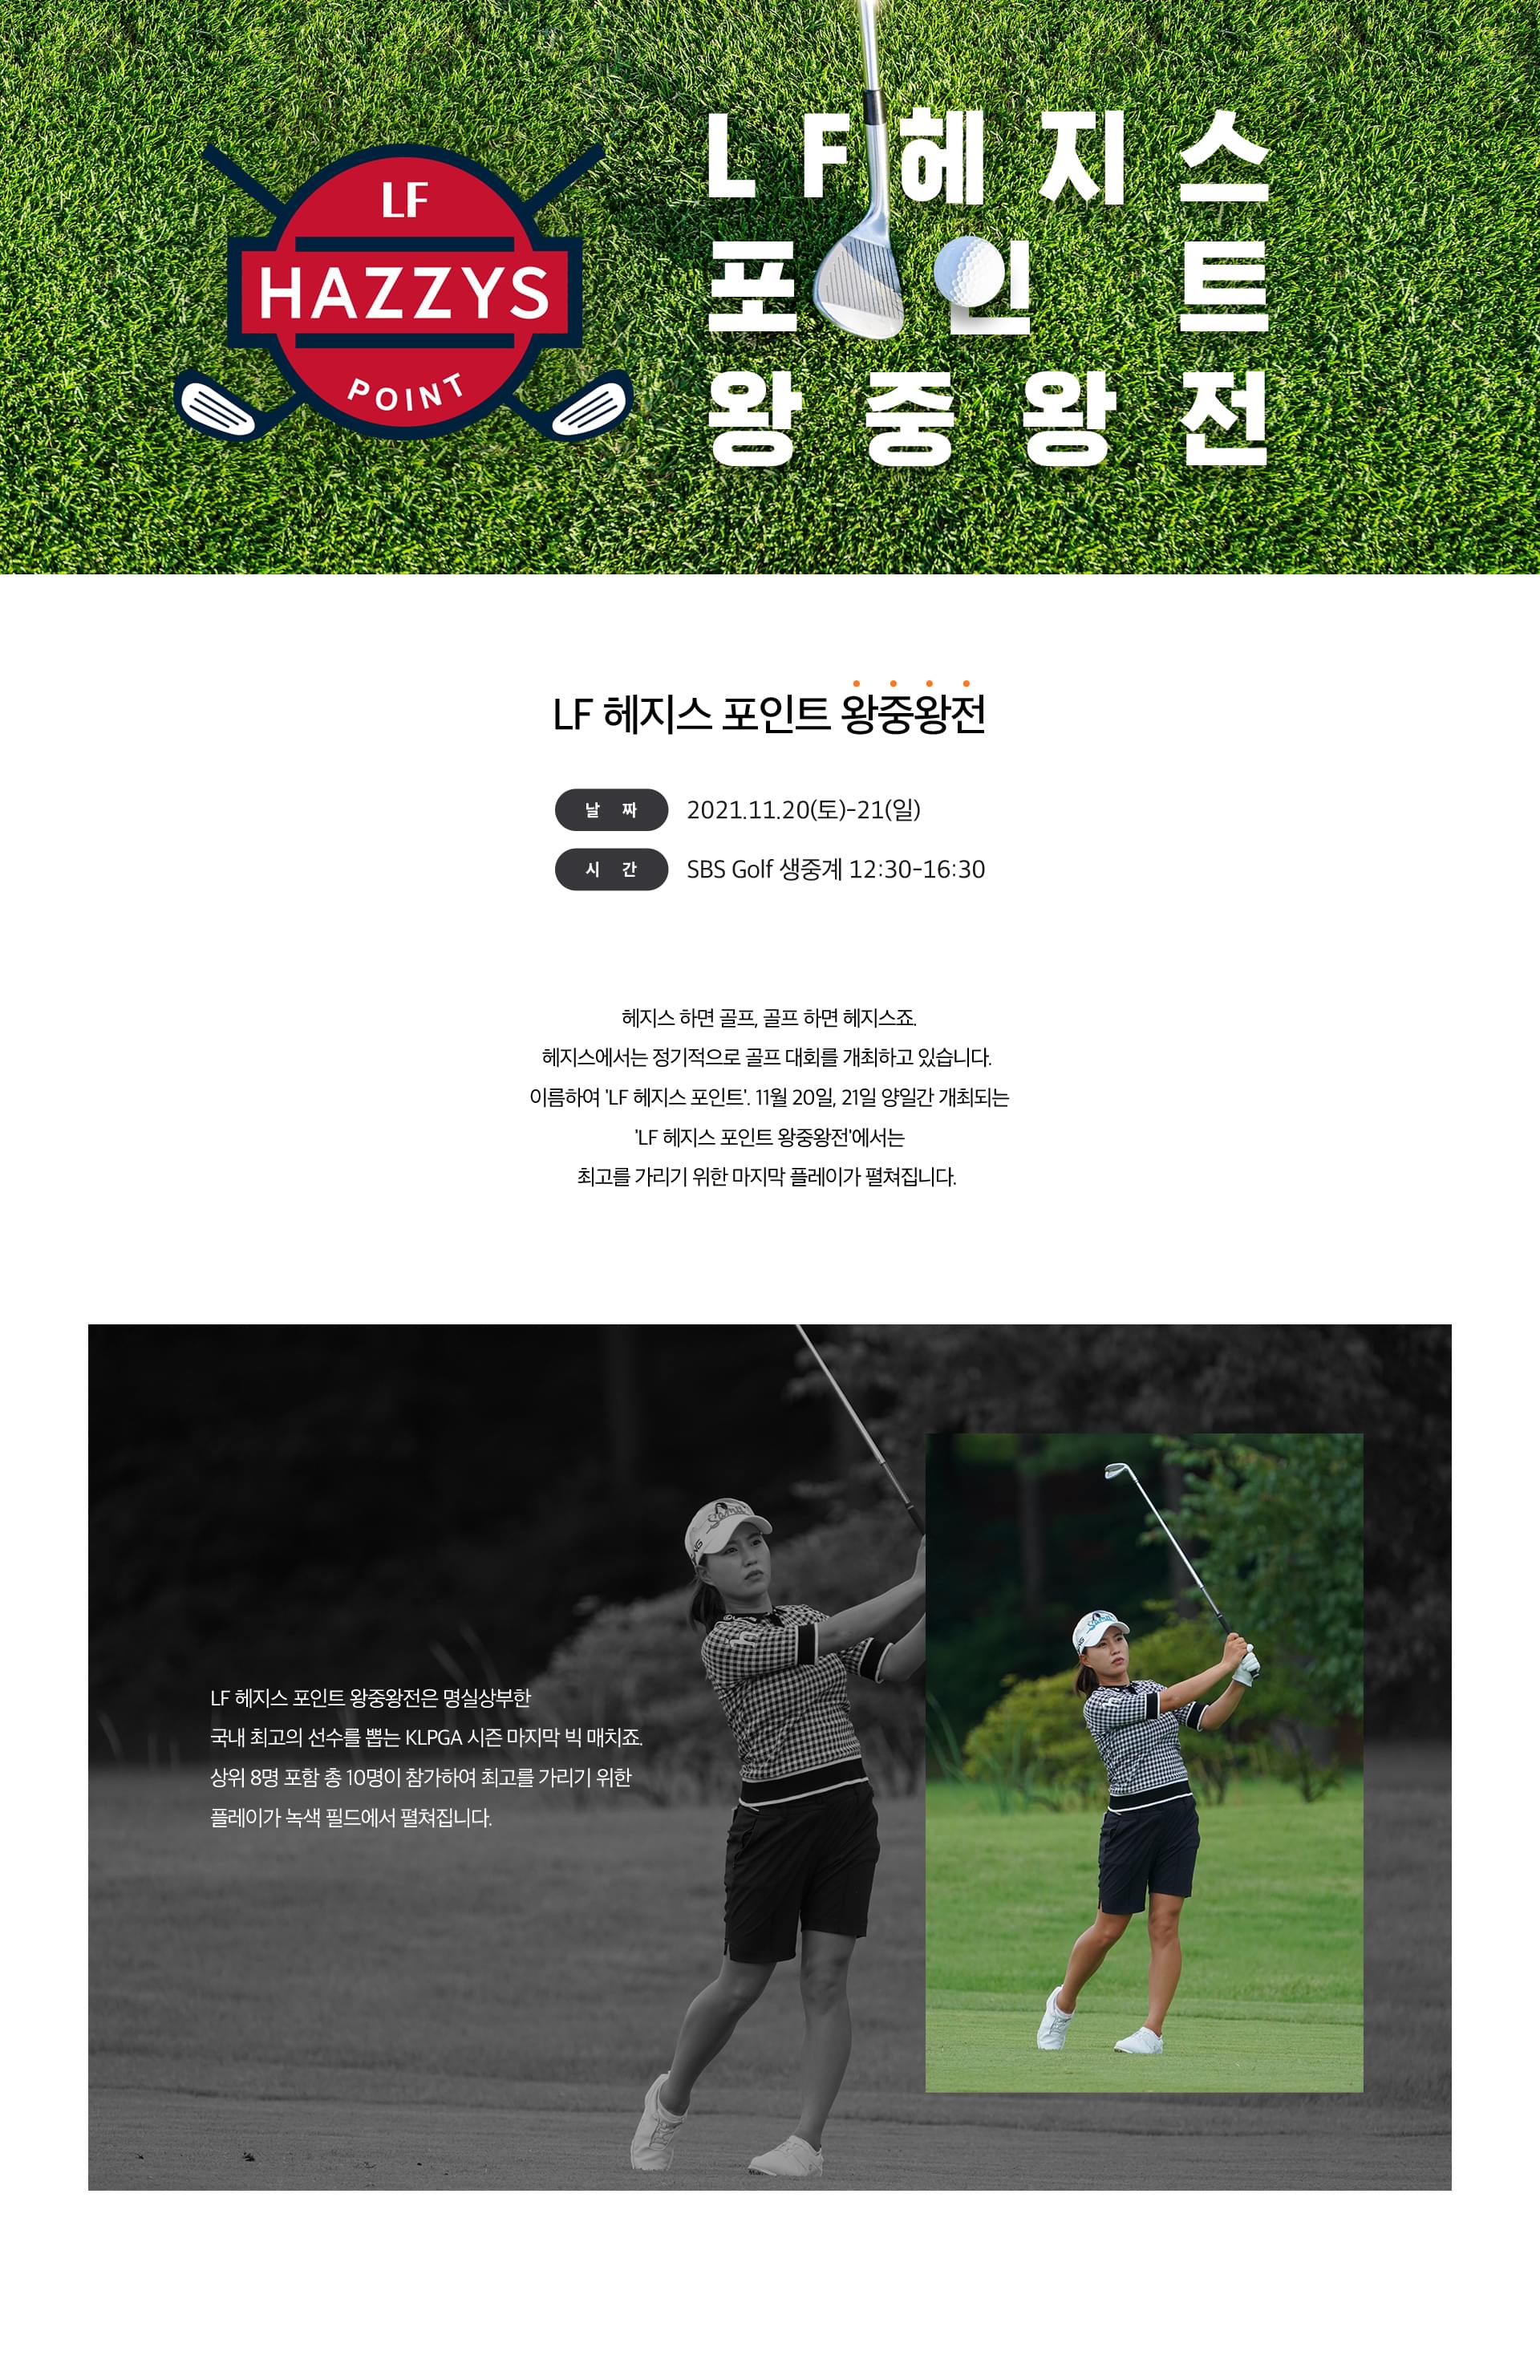 LF
HAZZYS
POINT
LF헤지스
포인트
왕중왕전
LF 헤지스 포인트 왕중왕전
날 짜 2021.11.20(토)-21(일)
시 간 SBS Golf 생중계 12:30-16:30
헤지스 하면 골프, 골프 하면 헤지스죠.
헤지스에서는 정기적으로 골프 대회를 개최하고 있습니다.
이름하여 'LF 헤지스 포인트'. 11월 20일, 21일 양일간 개최되는
'LF 헤지스 포인트 왕중왕전'에서는
최고를 가리기 위한 마지막 플레이가 펼쳐집니다.
LF 헤지스 포인트 왕중왕전은 명실상부한
국내 최고의 선수를 뽑는 KLPGA 시즌 마지막 빅 매치죠.
상위 8명 포함 총 10명이 참가하여 최고를 가리기 위한
플레이가 녹색 필드에서 펼쳐집니다.